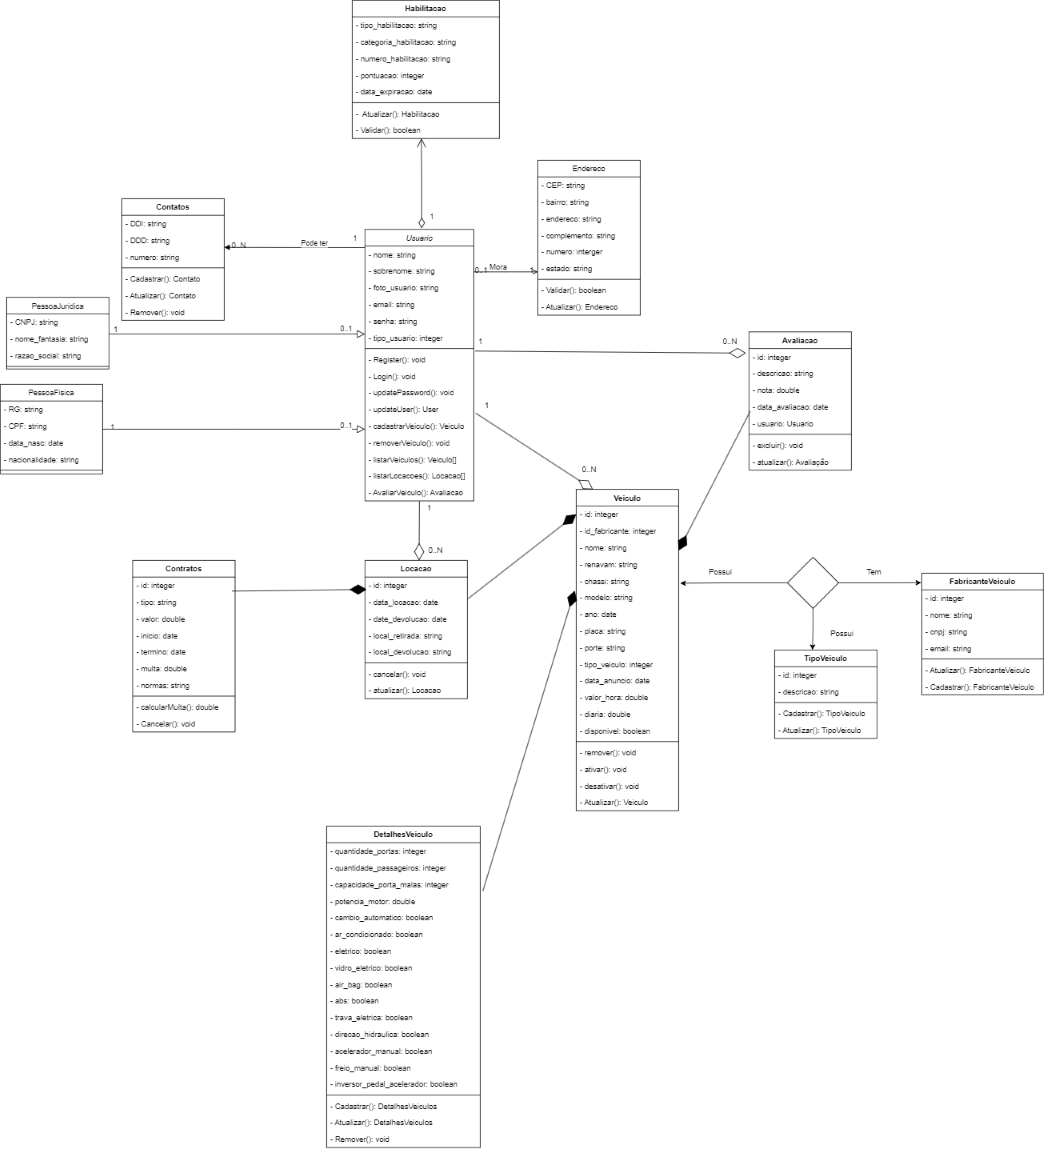 Habilitacao
- tipo_habilitacao: string
- categoria_habilitacao: string
- numero_habilitacao: string
- pontuacao: integer
- data_expiracao: date
- Atualizar(): Habilitacao
- Validar(): boolean
1
Endereco
- CEP: string
- bairro: string
- endereco: string
- complemento: string
- numero: interger
- estado: string
- Validar(): boolean
- Atualizar(): Endereco
Contatos
- DDI: string
- DDD: string
- numero: string
- Cadastrar(): Contato
- Atualizar(): Contato
- Remover(): void
0..N
Pode ter
1
Usuario
- nome: string
- sobrenome: string
- foto_usuario: string
- email: string
- senha: string
- tipo_usuario: integer
- Register(): void
- Login(): void
- updatePassword(): void
- updateUser(): User
- cadastrarVeiculo(): Veiculo
- removerVeiculo(): void
- listarVeiculos(): Veiculo[]
- listarLocacoes(): Locacao[]
- AvaliarVeiculo(): Avaliacao
0..1
Mora
1
PessoaJuridica
- CNPJ: string
- nome_fantasia: string
- razao_social: string
1
0..1
PessoaFisica
- RG: string
- CPF: string
- data_nasc: date
- nacionalidade: string
1
0..1
1
0..N
Avaliacao
- id: integer
- descricao: string
- nota: double
- data_avaliacao: date
- usuario: Usuario
- excluir(): void
- atualizar(): Avaliação
1
0..N
1
0..N
Veiculo
- id: integer
- id_fabricante: integer
- nome: string
- renavam: string
- chassi: string
- modelo: string
- ano: date
- placa: string
- porte: string
- tipo_veiculo: integer
- data_anuncio: date
- valor_hora: double
- diaria: double
- disponivel: boolean
- remover(): void
- ativar(): void
- desativar(): void
- Atualizar(): Veiculo
Contratos
- id: integer
- tipo: string
- valor: double
- inicio: date
- termino: date
- multa: double
- normas: string
- calcularMulta(): double
- Cancelar(): void
Locacao
- id: integer
- data_locacao: date
- date_devolucao: date
- local_retirada: string
- local_devolucao: string
- cancelar(): void
- atualizar(): Locacao
Possui
Tem
Possui
FabricanteVeiculo
- id: integer
- nome: string
- cnpj: string
- email: string
- Atualizar(): FabricanteVeiculo
- Cadastrar(): FabricanteVeiculo
TipoVeiculo
- id: integer
- descricao: string
- Cadastrar(): TipoVeiculo
- Atualizar(): TipoVeiculo
DetalhesVeiculo
- quantidade_portas: integer
- quantidade_passageiros: integer
- capacidade_porta_malas: integer
- potencia_motor: double
- cambio_automatico: boolean
- ar_condicionado: boolean
- eletrico: boolean
- vidro_eletrico: boolean
- air_bag: boolean
- abs: boolean
- trava_eletrica: boolean
- direcao_hidraulica: boolean
- acelerador_manual: boolean
- freio_manual: boolean
- inversor_pedal_acelerador: boolean
- Cadastrar(): DetalhesVeiculos
- Atualizar(): DetalhesVeiculos
- Remover(): void